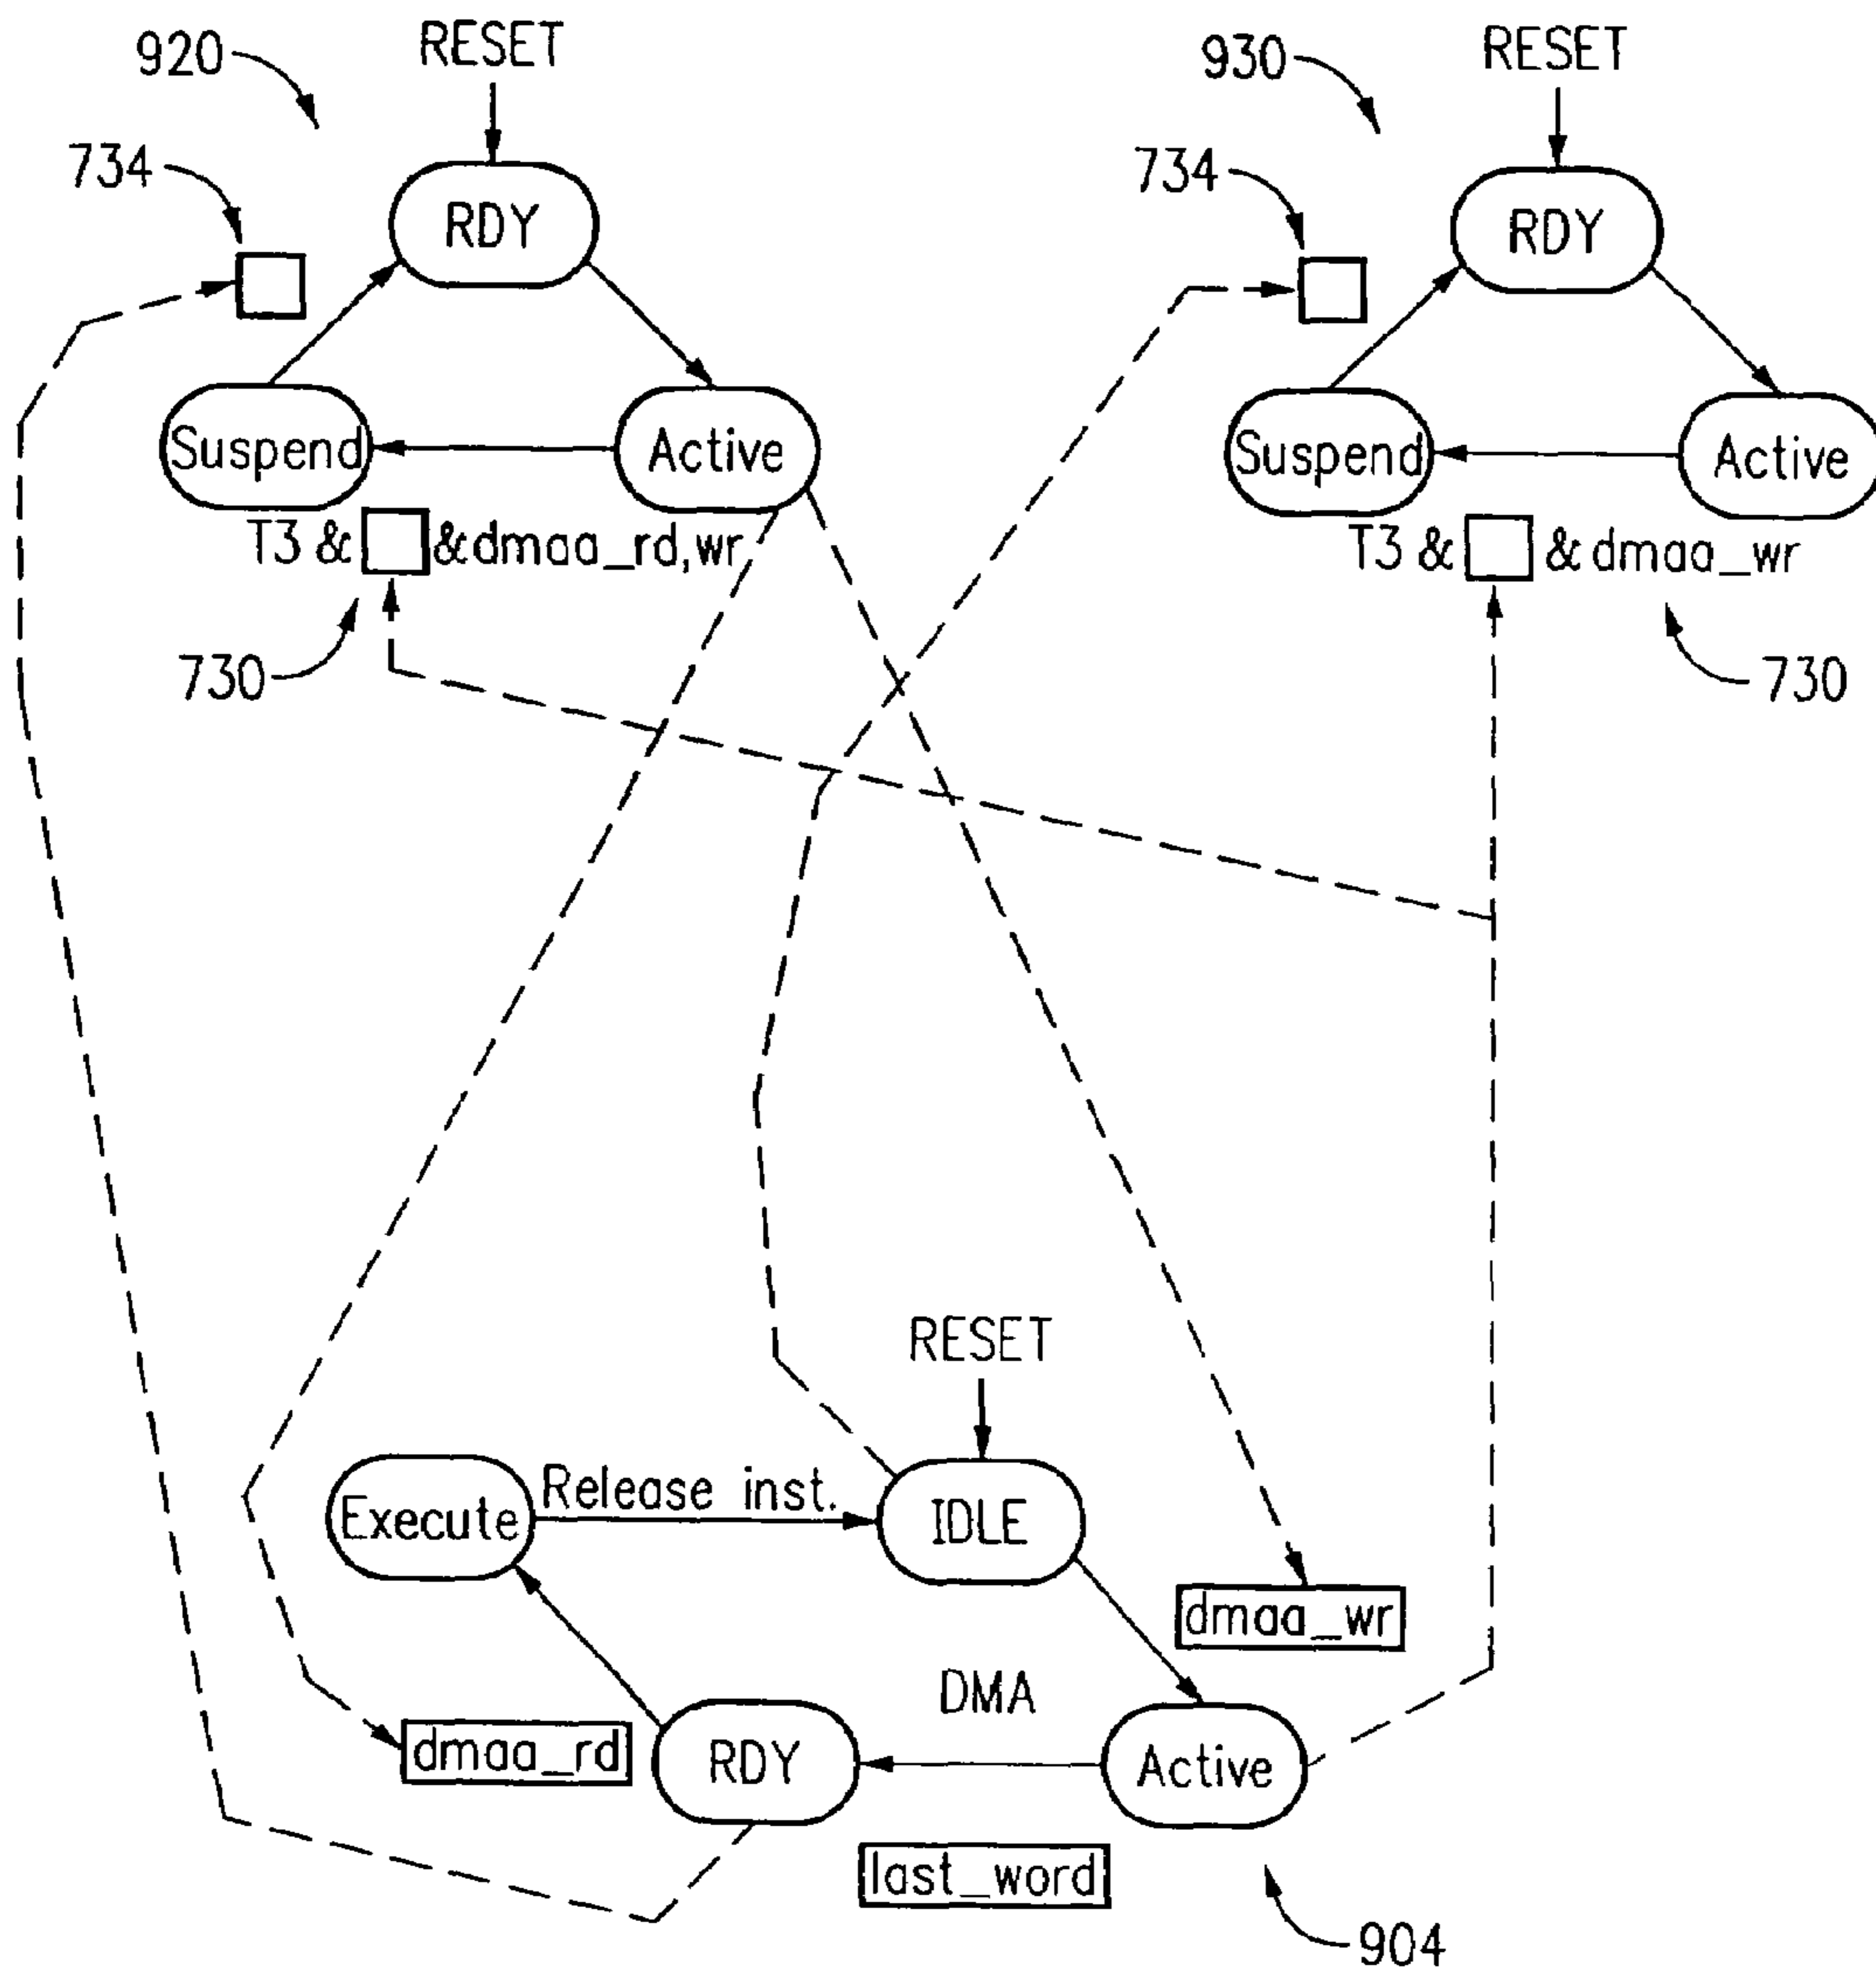 920
RESET
930
RESET
734
RDY
734
RDY
Suspend
Active
Suspend
Active
T3 & &dmaa_rd,wr
T3 & & dmaa_wr
730
730
RESET
Execute
Release inst.
IDLE
dmaa_wr
DMA
dmaa_rd
RDY
Active
last_word
904